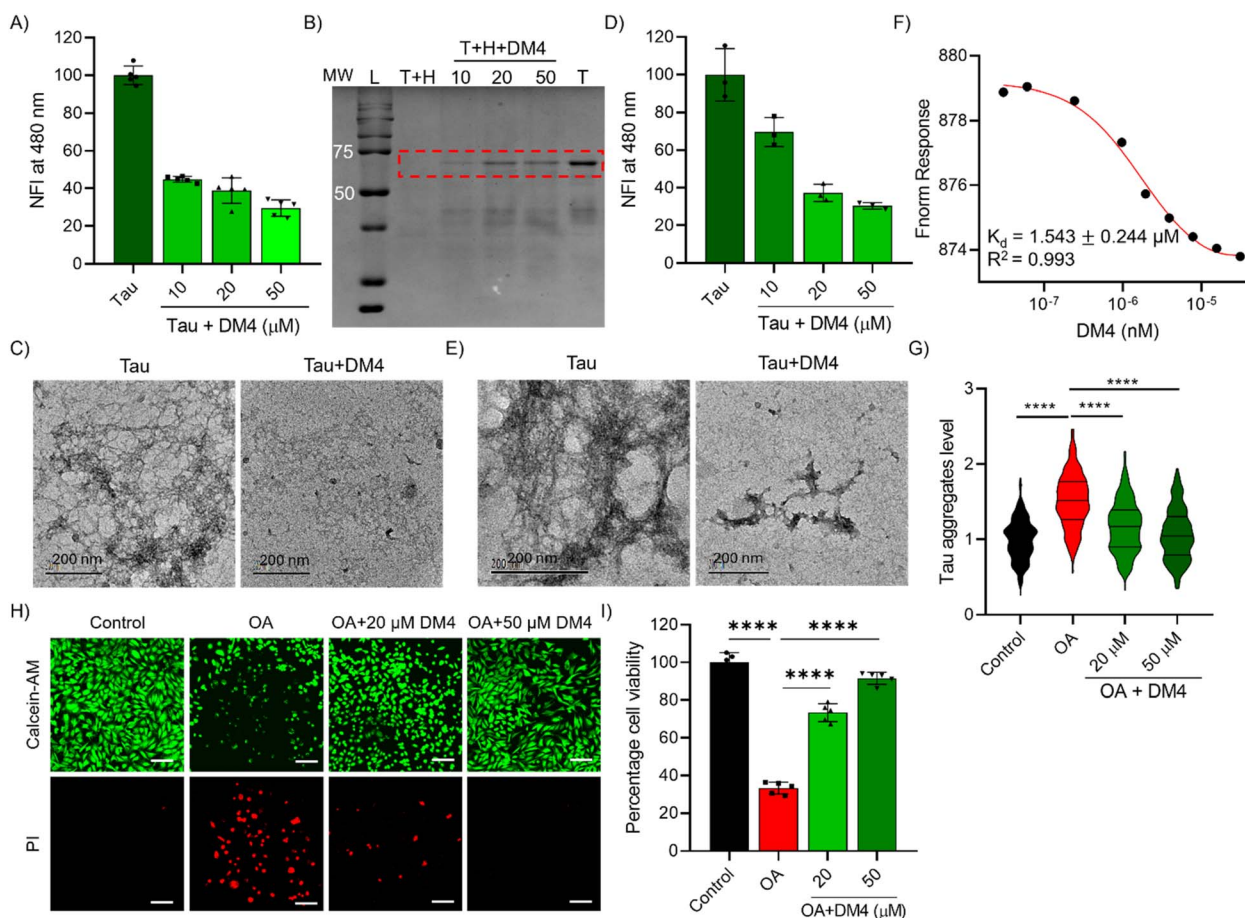 A)
NFI at 480 nm
120
100
80
60
40
20
0
Tau
10
20
50
Tau + DM4 (μM)
B)
T+H+DM4
MW L T+H 10 20 50 T
75
50
D)
NFI at 480 nm
120
100
80
60
40
20
0
Tau
10
20
50
Tau + DM4 (μM)
F)
Fnorm Response
880
878
876
874
Kd = 1.543 ± 0.244 μM
R² = 0.993
10⁻⁷ 10⁻⁶ 10⁻⁵
DM4 (nM)
C)
Tau Tau+DM4
200 nm 200 nm
E)
Tau Tau+DM4
200 nm 200 nm
G)
Tau aggregates level
3
2
1
0
****
**** ****
Control
OA
20 μM
50 μM
OA + DM4
H)
Control OA OA+20 μM DM4 OA+50 μM DM4
Calcein-AM
PI
I)
Percentage cell viability
120
100
80
60
40
20
0
**** ****
****
Control
OA
20
50
OA+DM4 (μM)